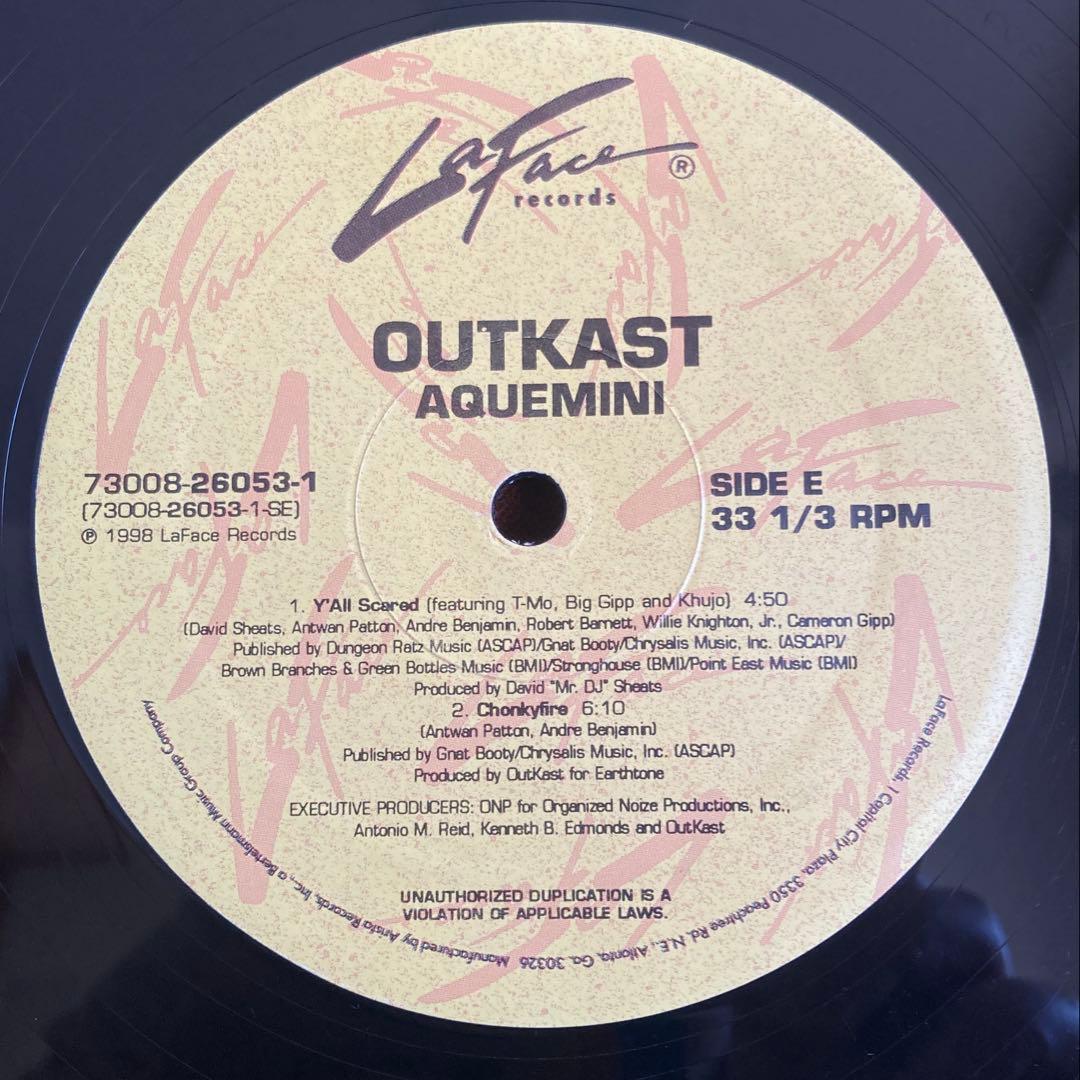 LaFace ®
records
OUTKAST
AQUEMINI
73008-26053-1
(73008-26053-1-SE)
℗ 1998 LaFace Records
SIDE E
33 1/3 RPM
1. Y'All Scared (featuring T-Mo, Big Gipp and Khujo) 4:50
(David Sheats, Antwan Patton, Andre Benjamin, Robert Barnett, Willie Knighton, Jr., Cameron Gipp)
Published by Dungeon Ratz Music (ASCAP)/Gnat Booty/Chrysalis Music, Inc. (ASCAP)/
Brown Branches & Green Bottles Music (BMI)/Stronghouse (BMI)/Point East Music (BMI)
Produced by David "Mr. DJ" Sheats
2. Chonkyfire 6:10
(Antwan Patton, Andre Benjamin)
Published by Gnat Booty/Chrysalis Music, Inc. (ASCAP)
Produced by OutKast for Earthtone
EXECUTIVE PRODUCERS: ONP for Organized Noize Productions, Inc.,
Antonio M. Reid, Kenneth B. Edmonds and OutKast
UNAUTHORIZED DUPLICATION IS A
VIOLATION OF APPLICABLE LAWS.
LaFace Records, 1 Capital City Plaza, 3350 Peachtree Rd. N.E., Atlanta, Ga. 30326 Manufactured by Arista Records, Inc., a Bertelsmann Music Group Company